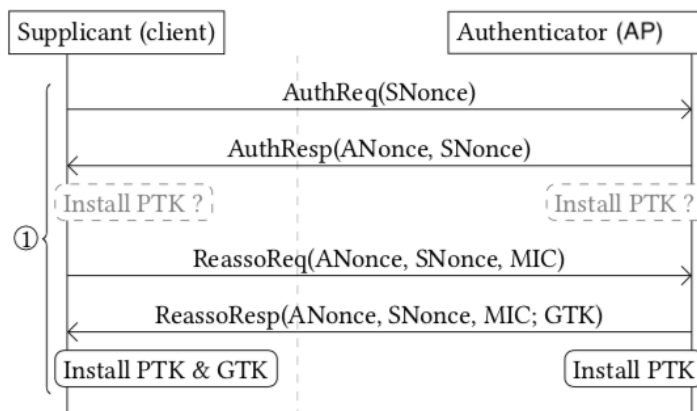 Supplicant (client)
Authenticator (AP)
AuthReq(SNonce)
AuthResp(ANonce, SNonce)
Install PTK ?
Install PTK ?
①
ReassoReq(ANonce, SNonce, MIC)
ReassoResp(ANonce, SNonce, MIC; GTK)
Install PTK & GTK
Install PTK